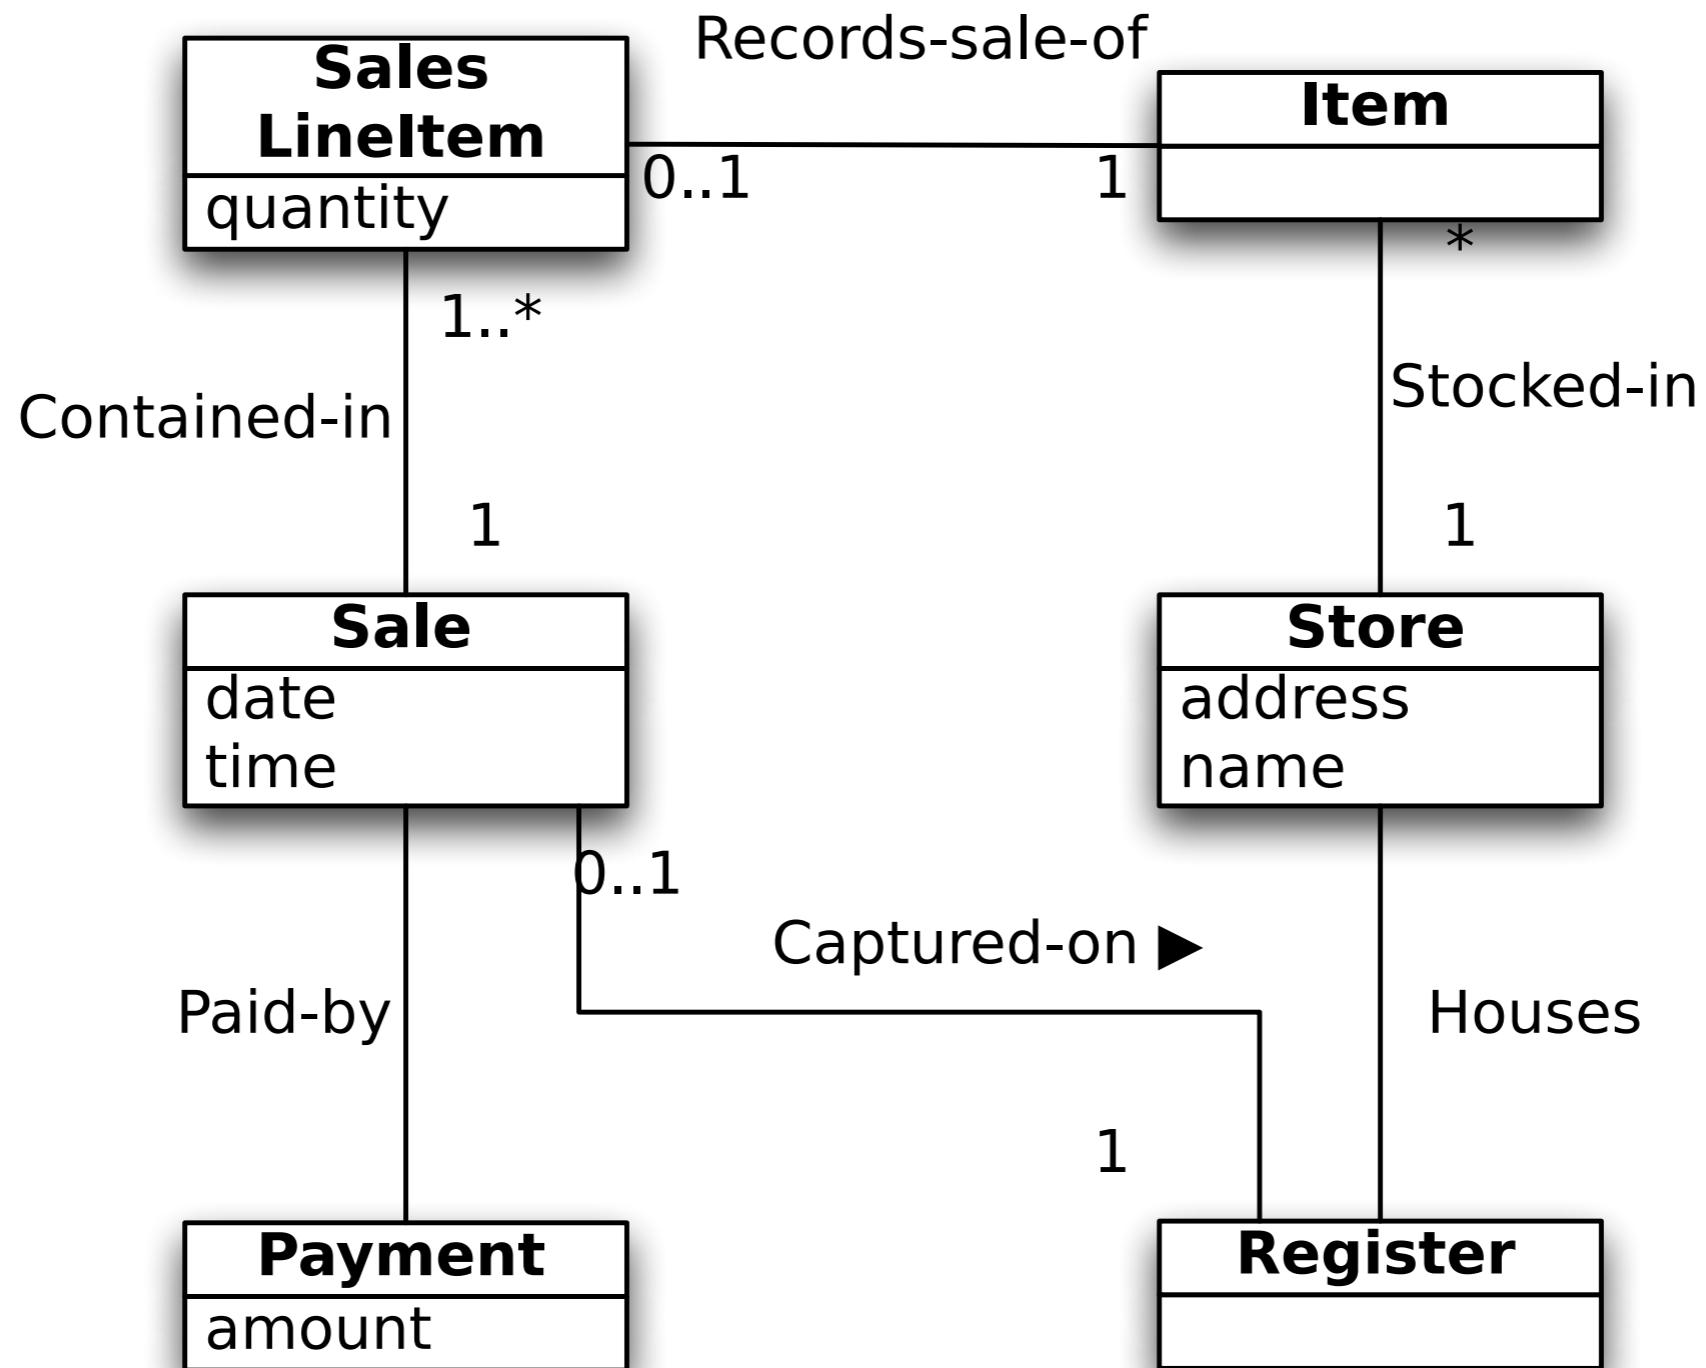 Records-sale-of
Sales
LineItem
quantity
Item
0..1
1
*
1..*
Contained-in
Stocked-in
1
1
Sale
date
time
Store
address
name
0..1
Captured-on ▶
Paid-by
Houses
1
Payment
amount
Register